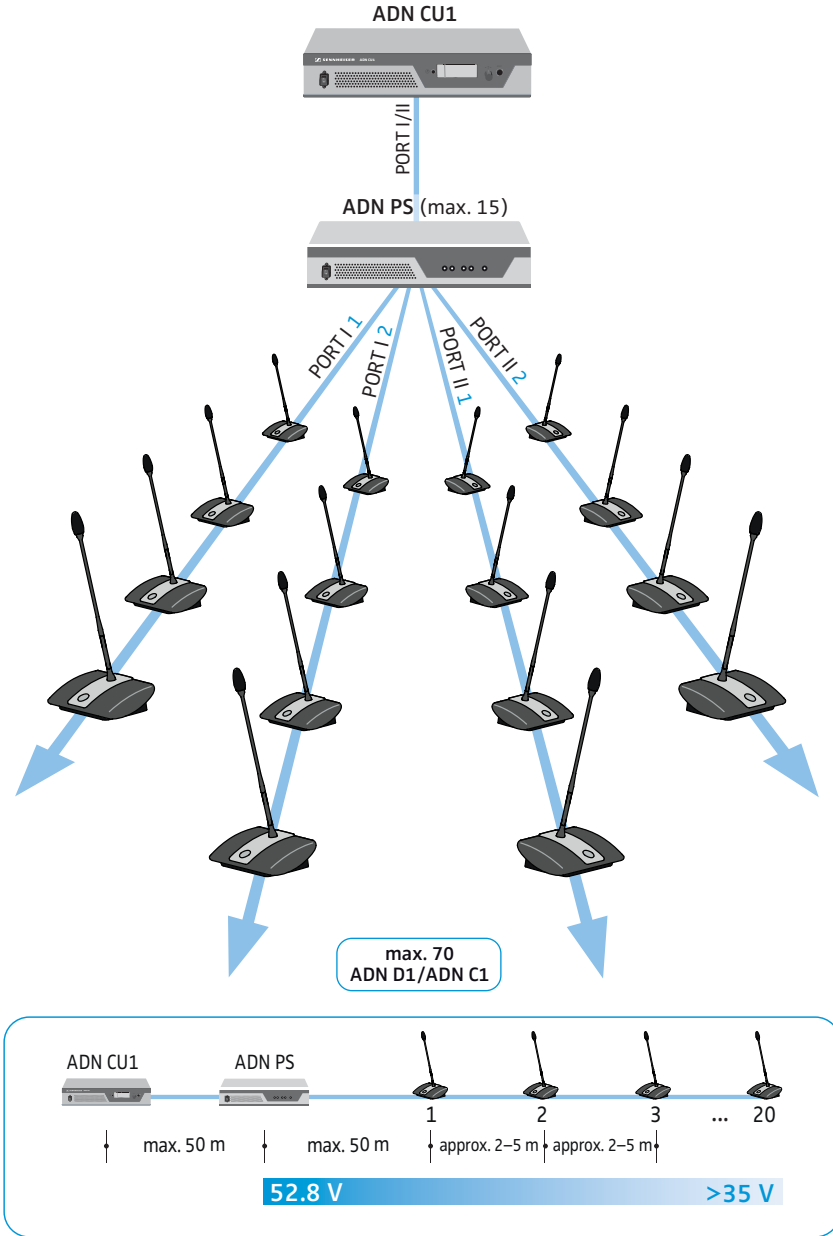 ADN CU1
SENNHEISER
PORT I/II
ADN PS (max. 15)
PORT I 1
PORT I 2
PORT II 1
PORT II 2
max. 70
ADN D1/ADN C1
ADN CU1
ADN PS
1 2 3 ... 20
max. 50 m max. 50 m approx. 2–5 m approx. 2–5 m
52.8 V >35 V